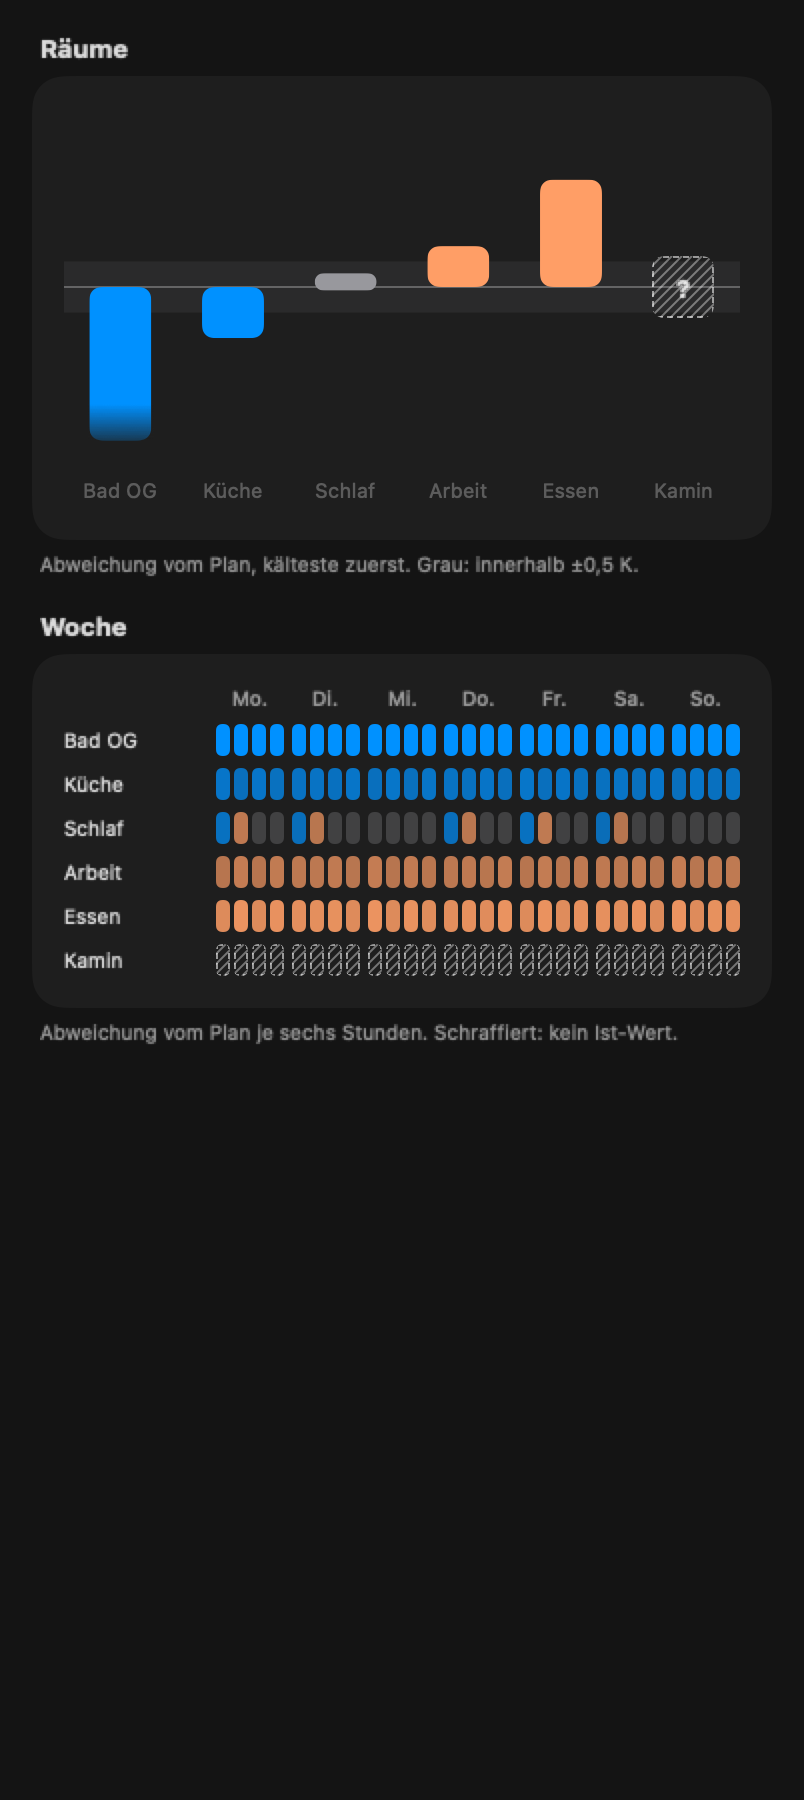 Räume
?
Bad OG Küche Schlaf Arbeit Essen Kamin
Abweichung vom Plan, kälteste zuerst. Grau: innerhalb ±0,5 K.
Woche
Mo. Di. Mi. Do. Fr. Sa. So.
Bad OG
Küche
Schlaf
Arbeit
Essen
Kamin
Abweichung vom Plan je sechs Stunden. Schraffiert: kein Ist-Wert.